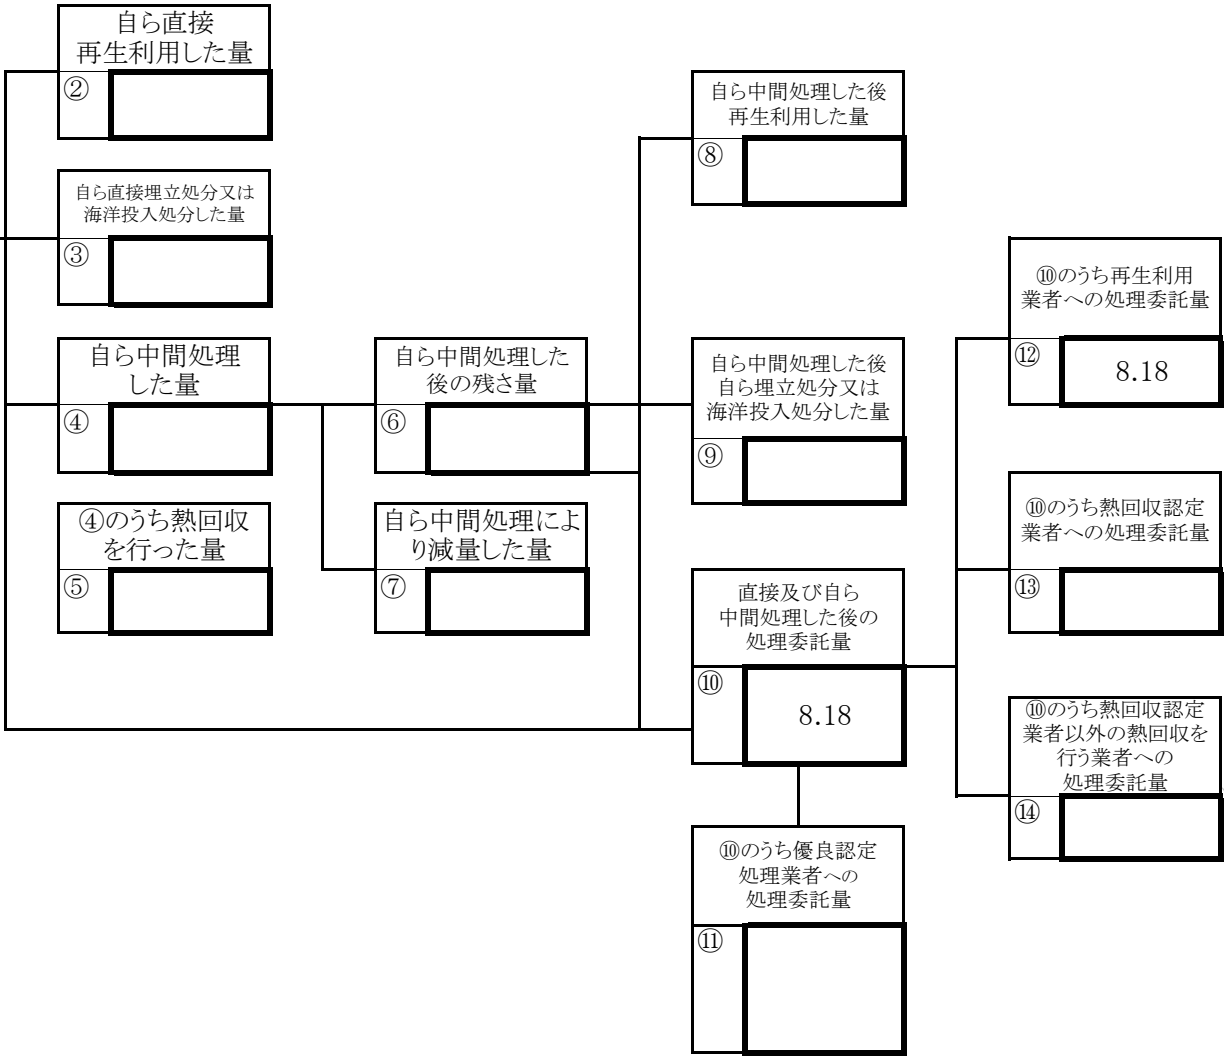 自ら直接
再生利用した量
②
自ら直接埋立処分又は
海洋投入処分した量
③
自ら中間処理
した量
④
④のうち熱回収
を行った量
⑤
自ら中間処理した
後の残さ量
⑥
自ら中間処理によ
り減量した量
⑦
自ら中間処理した後
再生利用した量
⑧
自ら中間処理した後
自ら埋立処分又は
海洋投入処分した量
⑨
直接及び自ら
中間処理した後の
処理委託量
⑩
8.18
⑩のうち優良認定
処理業者への
処理委託量
⑪
⑩のうち再生利用
業者への処理委託量
⑫
8.18
⑩のうち熱回収認定
業者への処理委託量
⑬
⑩のうち熱回収認定
業者以外の熱回収を
行う業者への
処理委託量
⑭